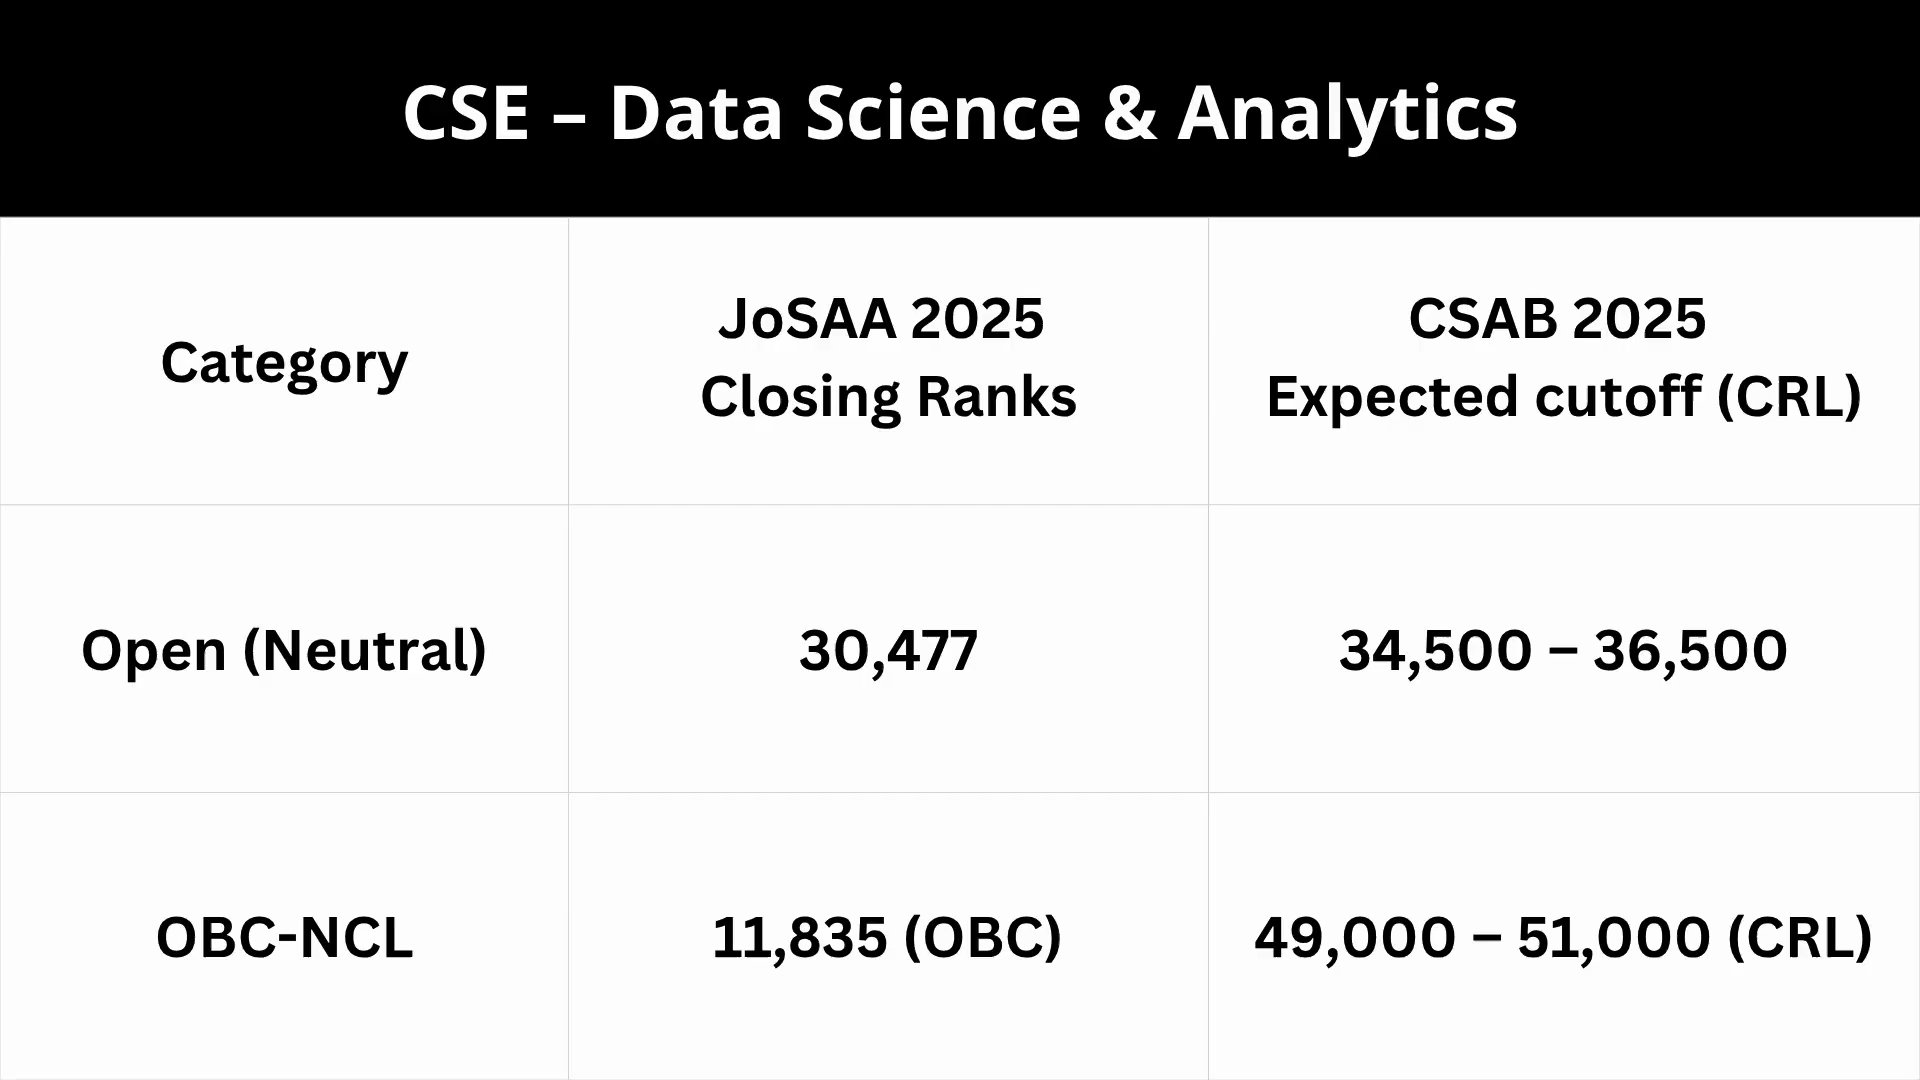 CSE – Data Science & Analytics
Category
JoSAA 2025
Closing Ranks
CSAB 2025
Expected cutoff (CRL)
Open (Neutral)
30,477
34,500 – 36,500
OBC-NCL
11,835 (OBC)
49,000 – 51,000 (CRL)